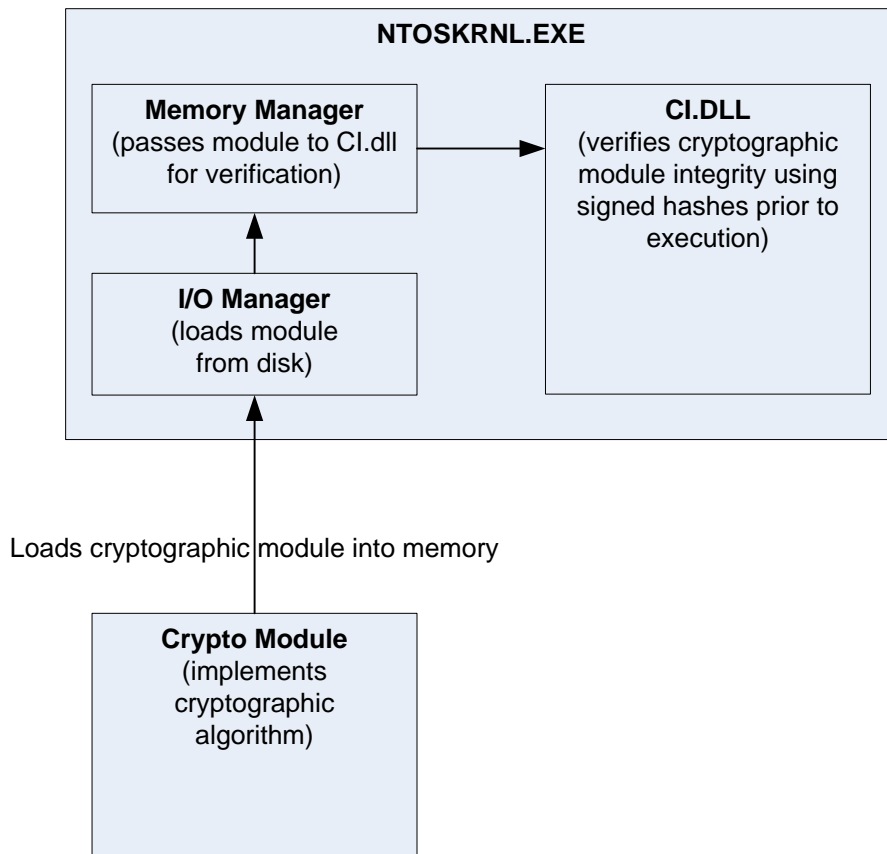 NTOSKRNL.EXE
Memory Manager
(passes module to CI.dll
for verification)
CI.DLL
(verifies cryptographic
module integrity using
signed hashes prior to
execution)
I/O Manager
(loads module
from disk)
Loads cryptographic module into memory
Crypto Module
(implements
cryptographic
algorithm)